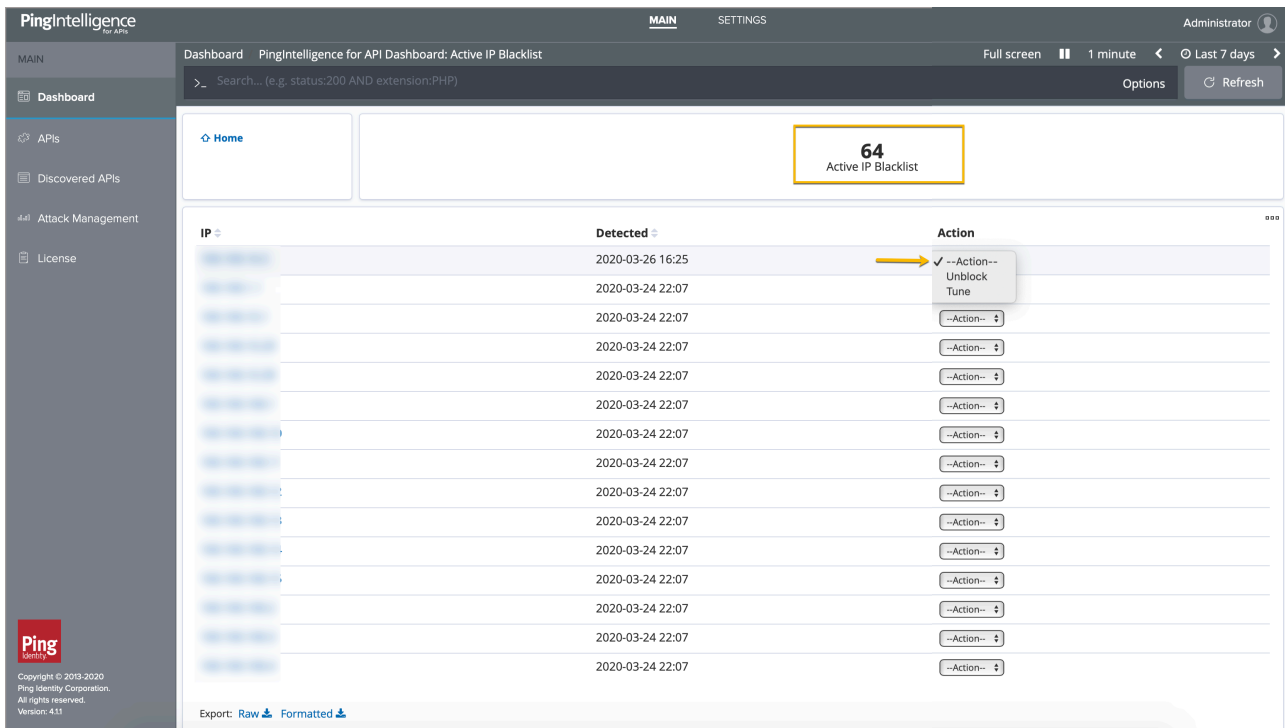 PingIntelligence
for APIs
MAIN SETTINGS
Administrator
MAIN
Dashboard PingIntelligence for API Dashboard: Active IP Blacklist
Full screen 1 minute Last 7 days
>_ Search... (e.g. status:200 AND extension:PHP)
Options
Refresh
Dashboard
APIs
Discovered APIs
Attack Management
License
Home
64
Active IP Blacklist
IP Detected Action
2020-03-26 16:25 --Action--
Unblock
Tune
2020-03-24 22:07
2020-03-24 22:07 --Action--
2020-03-24 22:07 --Action--
2020-03-24 22:07 --Action--
2020-03-24 22:07 --Action--
2020-03-24 22:07 --Action--
2020-03-24 22:07 --Action--
2020-03-24 22:07 --Action--
2020-03-24 22:07 --Action--
2020-03-24 22:07 --Action--
2020-03-24 22:07 --Action--
2020-03-24 22:07 --Action--
2020-03-24 22:07 --Action--
2020-03-24 22:07 --Action--
Export: Raw Formatted
Ping
Identity.
Copyright © 2013-2020
Ping Identity Corporation.
All rights reserved.
Version: 4.1.1